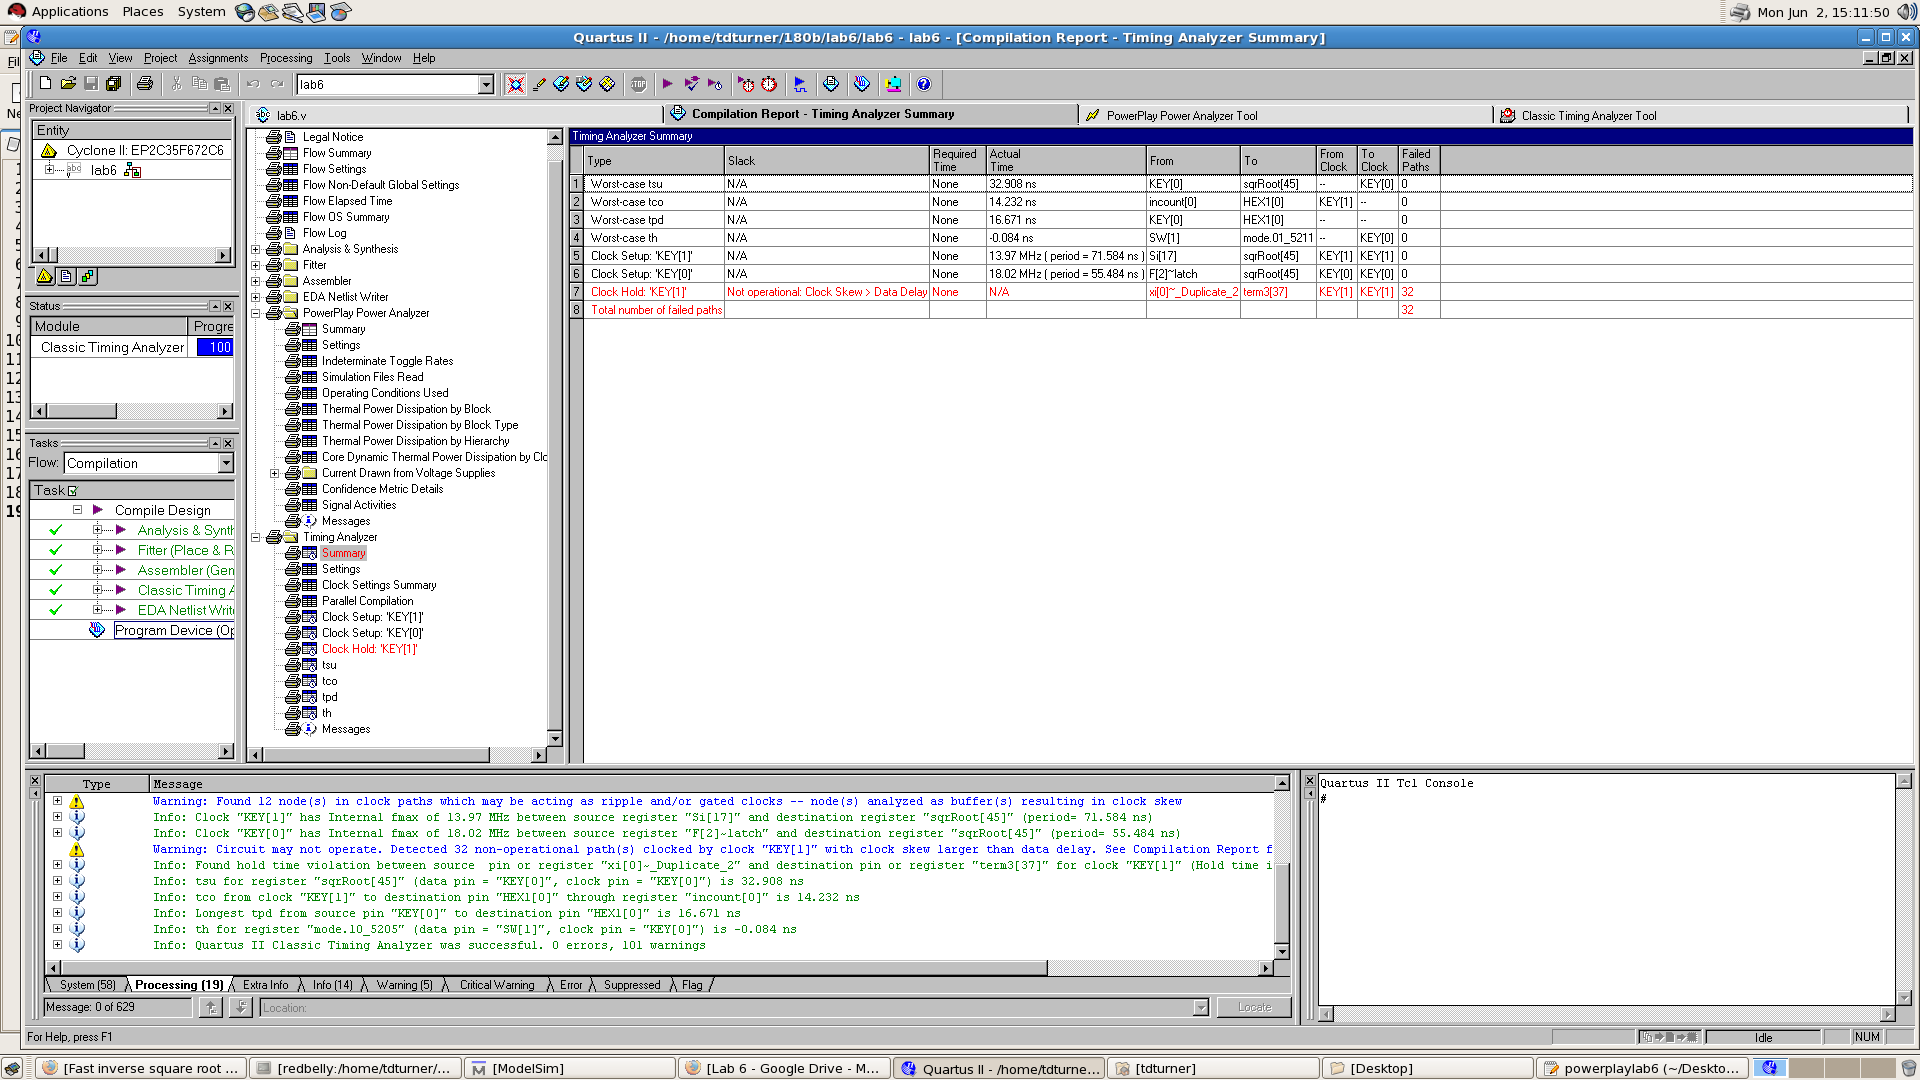 Applications Places System Mon Jun 2, 15:11:50
Quartus II - /home/tdturner/180b/lab6/lab6 - lab6 - [Compilation Report - Timing Analyzer Summary]
File Edit View Project Assignments Processing Tools Window Help
lab6
Project Navigator
Entity
Cyclone II: EP2C35F672C6
lab6
Status
Module Progre
Classic Timing Analyzer 100
Tasks
Flow: Compilation
Task
Compile Design
Analysis & Synth
Fitter (Place & R
Assembler (Gen
Classic Timing A
EDA Netlist Write
Program Device (Op
lab6.v
Compilation Report - Timing Analyzer Summary
PowerPlay Power Analyzer Tool
Classic Timing Analyzer Tool
Legal Notice
Flow Summary
Flow Settings
Flow Non-Default Global Settings
Flow Elapsed Time
Flow OS Summary
Flow Log
Analysis & Synthesis
Fitter
Assembler
EDA Netlist Writer
PowerPlay Power Analyzer
Summary
Settings
Indeterminate Toggle Rates
Simulation Files Read
Operating Conditions Used
Thermal Power Dissipation by Block
Thermal Power Dissipation by Block Type
Thermal Power Dissipation by Hierarchy
Core Dynamic Thermal Power Dissipation by Clo
Current Drawn from Voltage Supplies
Confidence Metric Details
Signal Activities
Messages
Timing Analyzer
Summary
Settings
Clock Settings Summary
Parallel Compilation
Clock Setup: 'KEY[1]'
Clock Setup: 'KEY[0]'
Clock Hold: 'KEY[1]'
tsu
tco
tpd
th
Messages
Timing Analyzer Summary
Type Slack Required Time Actual Time From To From Clock To Clock Failed Paths
1 Worst-case tsu N/A None 32.908 ns KEY[0] sqrRoot[45] -- KEY[0] 0
2 Worst-case tco N/A None 14.232 ns incount[0] HEX1[0] KEY[1] -- 0
3 Worst-case tpd N/A None 16.671 ns KEY[0] HEX1[0] -- -- 0
4 Worst-case th N/A None -0.084 ns SW[1] mode.01_5211 -- KEY[0] 0
5 Clock Setup: 'KEY[1]' N/A None 13.97 MHz ( period = 71.584 ns ) Si[17] sqrRoot[45] KEY[1] KEY[1] 0
6 Clock Setup: 'KEY[0]' N/A None 18.02 MHz ( period = 55.484 ns ) F[2]~latch sqrRoot[45] KEY[0] KEY[0] 0
7 Clock Hold: 'KEY[1]' Not operational: Clock Skew > Data Delay None N/A xi[0]~_Duplicate_2 term3[37] KEY[1] KEY[1] 32
8 Total number of failed paths 32
Type Message
Warning: Found 12 node(s) in clock paths which may be acting as ripple and/or gated clocks -- node(s) analyzed as buffer(s) resulting in clock skew
Info: Clock "KEY[1]" has Internal fmax of 13.97 MHz between source register "Si[17]" and destination register "sqrRoot[45]" (period= 71.584 ns)
Info: Clock "KEY[0]" has Internal fmax of 18.02 MHz between source register "F[2]~latch" and destination register "sqrRoot[45]" (period= 55.484 ns)
Warning: Circuit may not operate. Detected 32 non-operational path(s) clocked by clock "KEY[1]" with clock skew larger than data delay. See Compilation Report f
Info: Found hold time violation between source  pin or register "xi[0]~_Duplicate_2" and destination pin or register "term3[37]" for clock "KEY[1]" (Hold time i
Info: tsu for register "sqrRoot[45]" (data pin = "KEY[0]", clock pin = "KEY[0]") is 32.908 ns
Info: tco from clock "KEY[1]" to destination pin "HEX1[0]" through register "incount[0]" is 14.232 ns
Info: Longest tpd from source pin "KEY[0]" to destination pin "HEX1[0]" is 16.671 ns
Info: th for register "mode.10_5205" (data pin = "SW[1]", clock pin = "KEY[0]") is -0.084 ns
Info: Quartus II Classic Timing Analyzer was successful. 0 errors, 101 warnings
System (58) Processing (19) Extra Info Info (14) Warning (5) Critical Warning Error Suppressed Flag
Message: 0 of 629 Location: Locate
Quartus II Tcl Console
#
For Help, press F1 Idle NUM
[Fast inverse square root ... [redbelly:/home/tdturner/... [ModelSim] [Lab 6 - Google Drive - M... Quartus II - /home/tdturne... [tdturner] [Desktop] powerplaylab6 (~/Deskto...